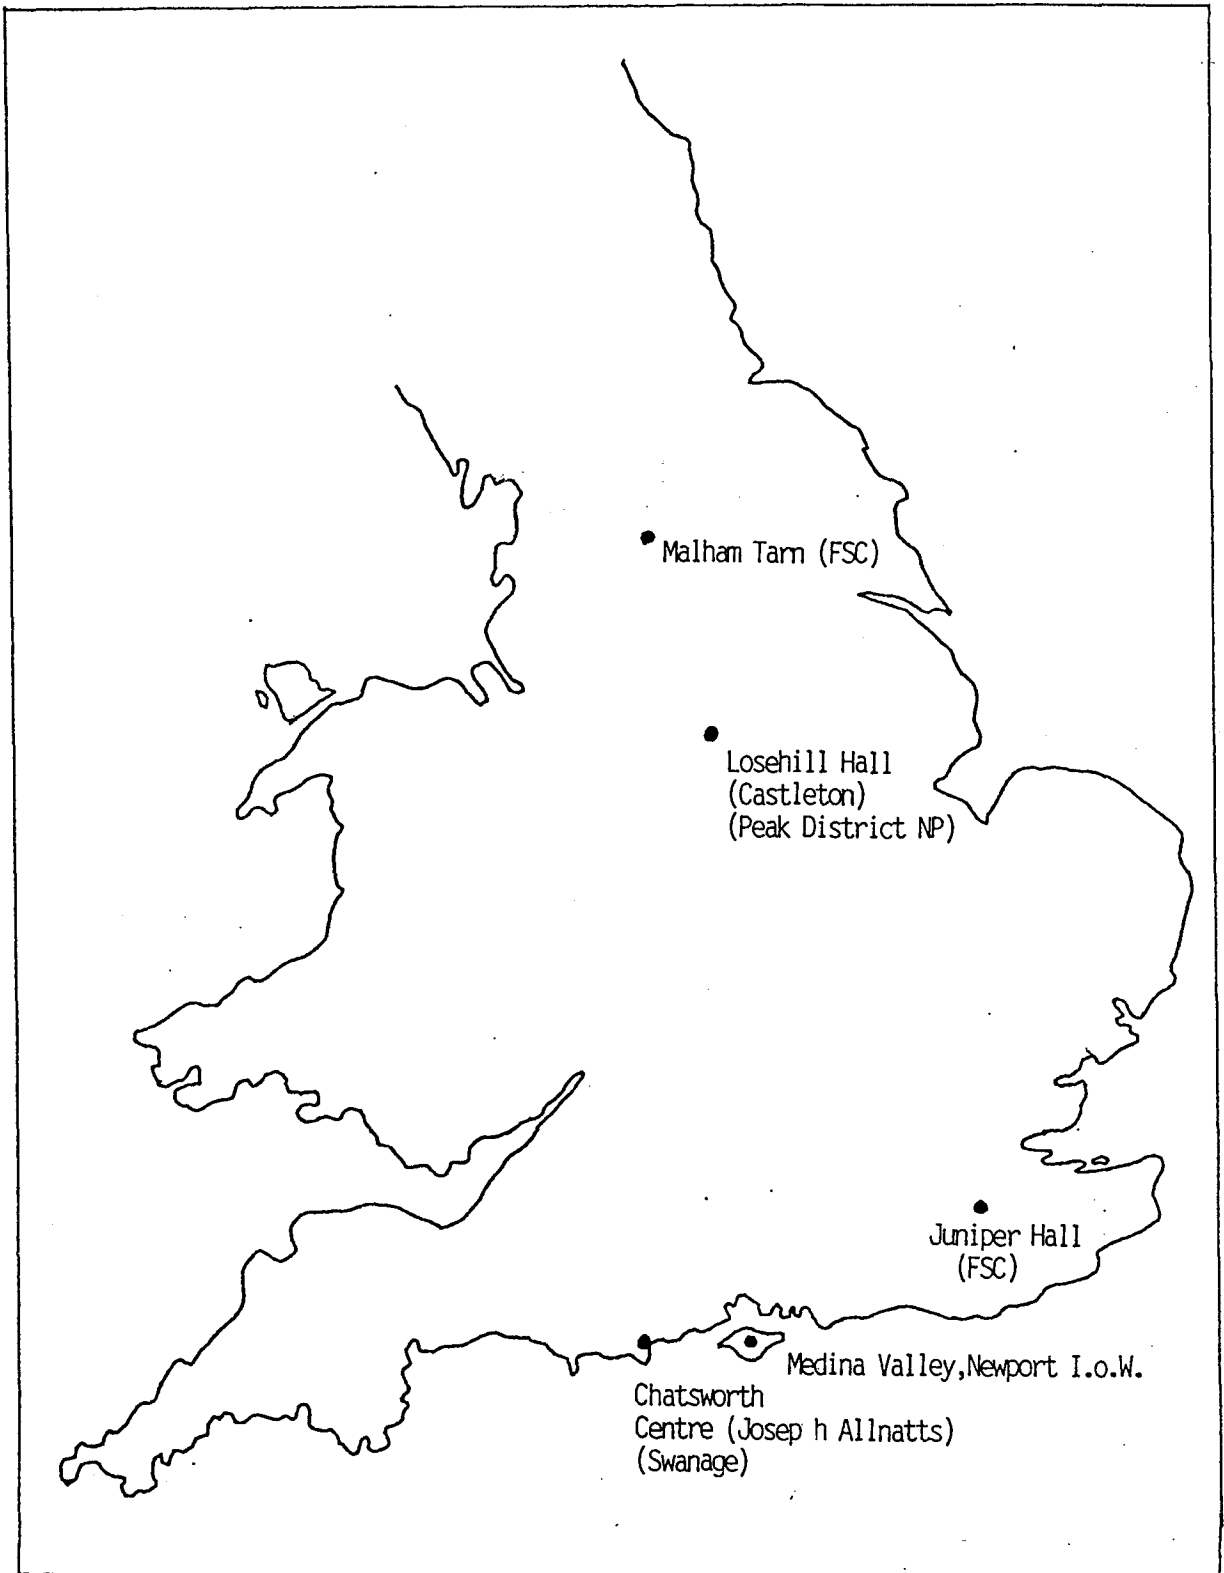 Malham Tarn (FSC)
Losehill Hall
(Castleton)
(Peak District NP)
Juniper Hall
(FSC)
Medina Valley,Newport I.o.W.
Chatsworth
Centre (Josep h Allnatts)
(Swanage)